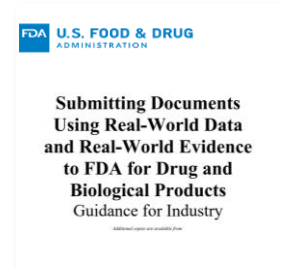 FDA U.S. FOOD & DRUG
ADMINISTRATION
Submitting Documents
Using Real-World Data
and Real-World Evidence
to FDA for Drug and
Biological Products
Guidance for Industry
Additional copies are available from: